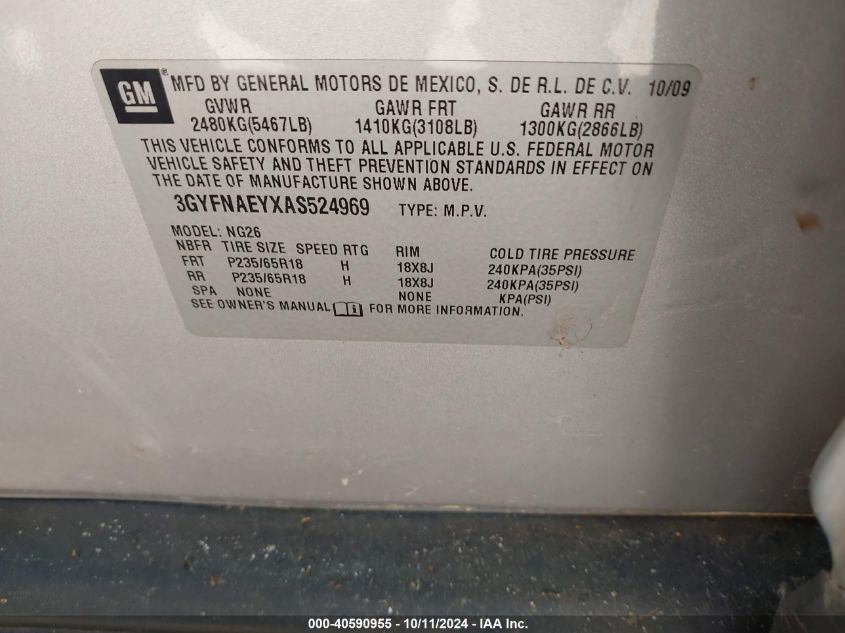 GM® MFD BY GENERAL MOTORS DE MEXICO, S. DE R.L. DE C.V. 10/09
GVWR GAWR FRT GAWR RR
2480KG(5467LB) 1410KG(3108LB) 1300KG(2866LB)
THIS VEHICLE CONFORMS TO ALL APPLICABLE U.S. FEDERAL MOTOR
VEHICLE SAFETY AND THEFT PREVENTION STANDARDS IN EFFECT ON
THE DATE OF MANUFACTURE SHOWN ABOVE.
3GYFNAEYXAS524969 TYPE: M.P.V.
MODEL: NG26
NBFR TIRE SIZE SPEED RTG RIM COLD TIRE PRESSURE
FRT P235/65R18 H 18X8J 240KPA(35PSI)
RR P235/65R18 H 18X8J 240KPA(35PSI)
SPA NONE NONE KPA(PSI)
SEE OWNER'S MANUAL FOR MORE INFORMATION.
000-40590955 - 10/11/2024 - IAA Inc.